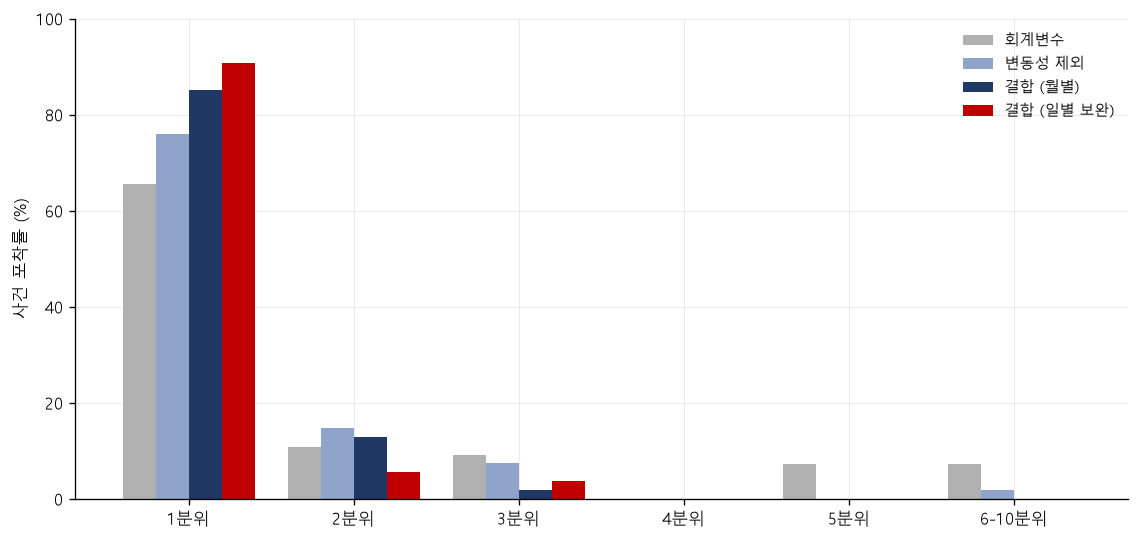 회계변수
변동성 제외
결합 (월별)
결합 (일별 보완)
사건 포착률 (%)
100
80
60
40
20
0
1분위 2분위 3분위 4분위 5분위 6-10분위